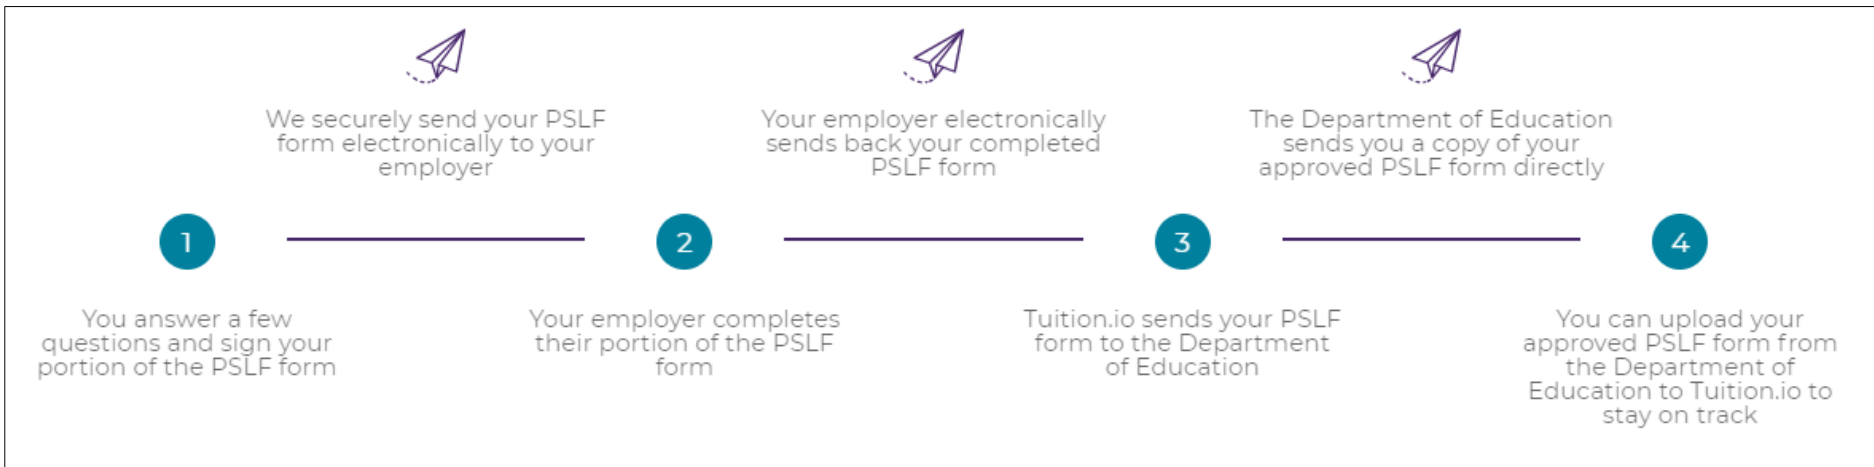 We securely send your PSLF
form electronically to your
employer
Your employer electronically
sends back your completed
PSLF form
The Department of Education
sends you a copy of your
approved PSLF form directly
1
2
3
4
You answer a few
questions and sign your
portion of the PSLF form
Your employer completes
their portion of the PSLF
form
Tuition.io sends your PSLF
form to the Department
of Education
You can upload your
approved PSLF form from
the Department of
Education to Tuition.io to
stay on track